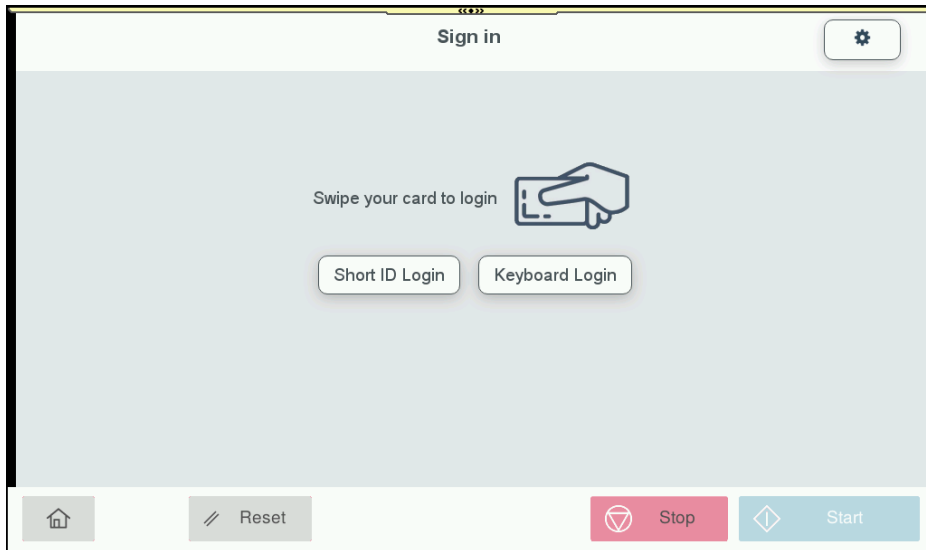 Sign in
Swipe your card to login
Short ID Login
Keyboard Login
Reset
Stop
Start